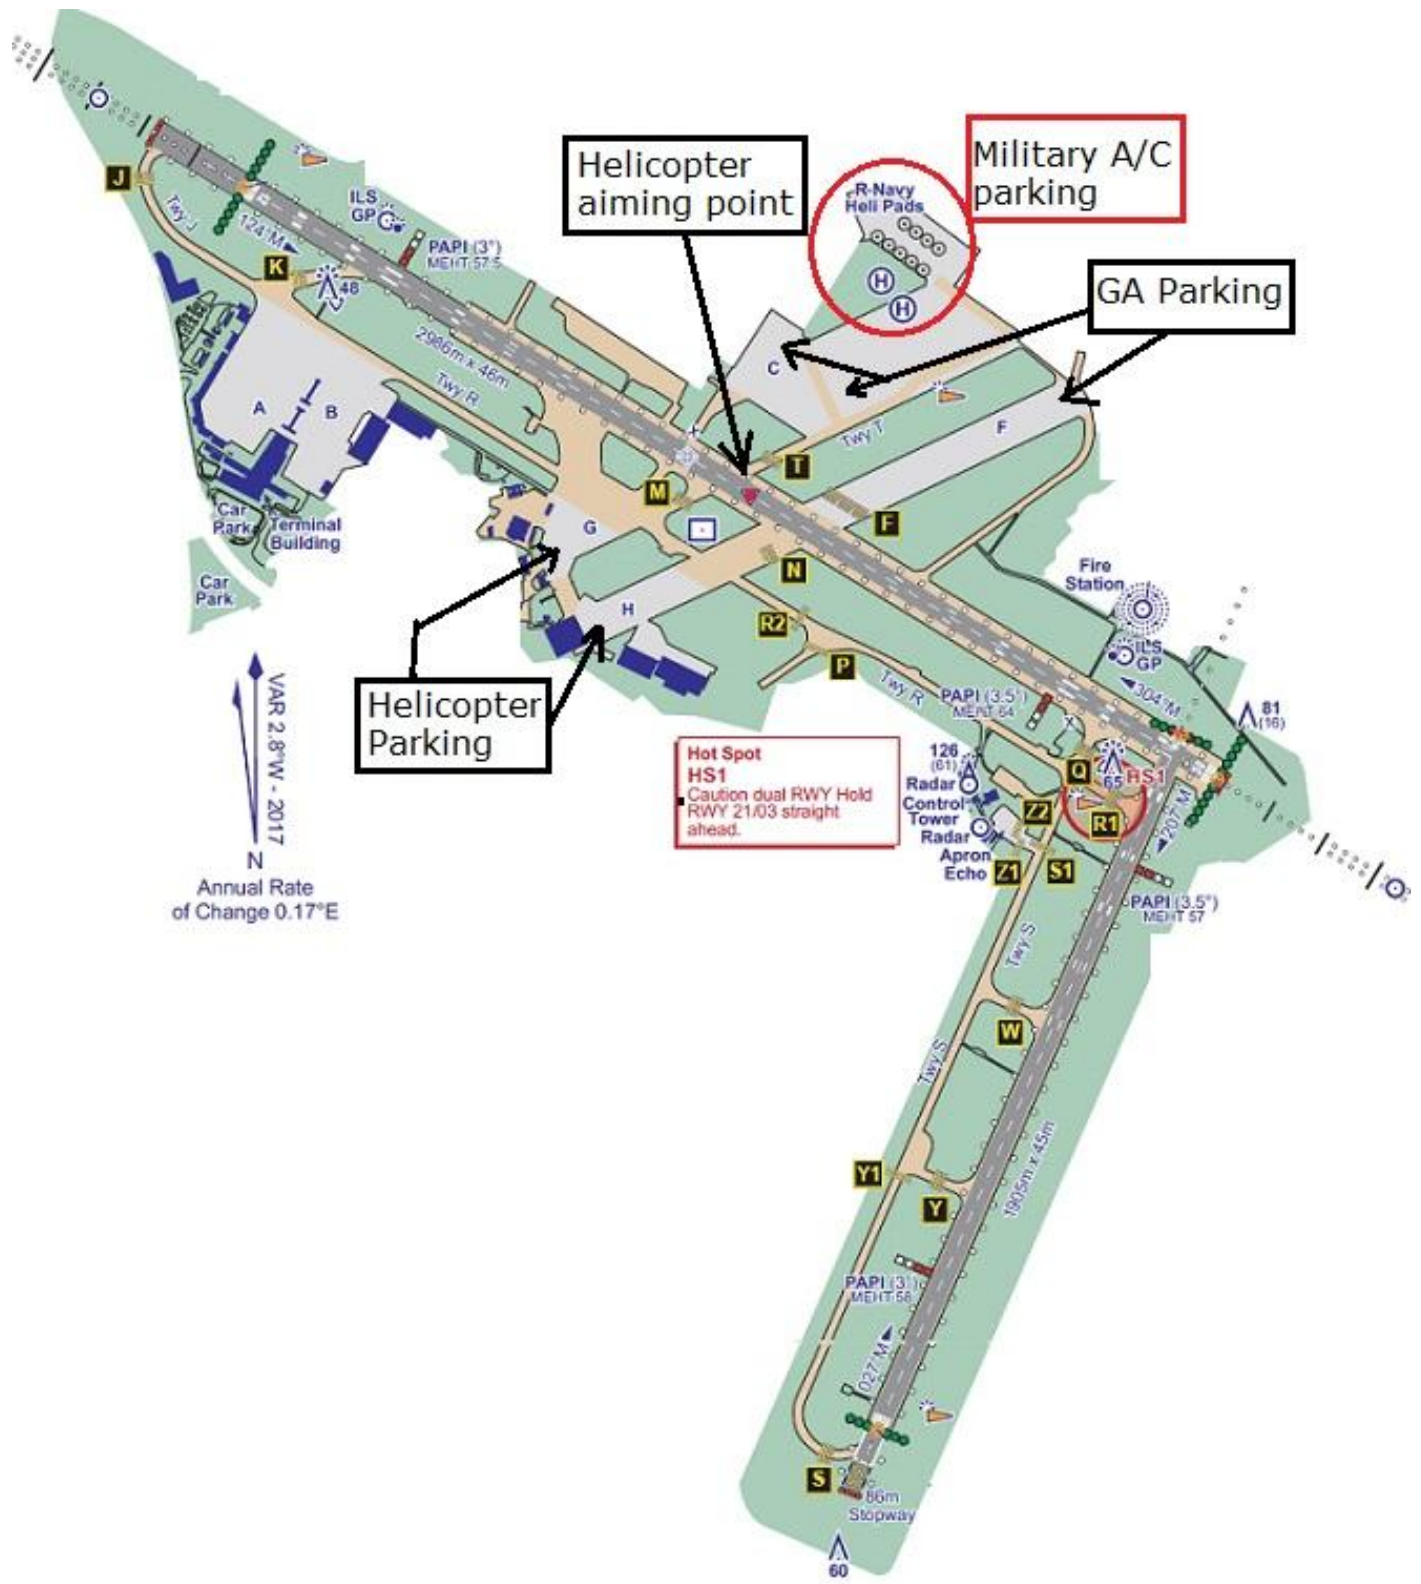 Helicopter
aiming point
Military A/C
parking
R-Navy
Heli Pads
GA Parking
J
Twy J
124°M
ILS
GP
PAPI (3°)
MEHT 57.5
K
48
2986m x 46m
Twy R
A
B
C
H
H
F
Twy T
T
M
F
N
G
H
R2
P
Car
Park
Terminal
Building
Car
Park
Helicopter
Parking
Fire
Station
ILS
GP
304°M
81
(16)
Twy R
PAPI (3.5°)
MEHT 64
VAR 2.8°W - 2017
N
Annual Rate
of Change 0.17°E
Hot Spot
HS1
Caution dual RWY Hold
RWY 21/03 straight
ahead.
126
(61)
Radar
Control
Tower
Radar
Apron
Echo
Q
65
HS1
R1
Z2
Z1
S1
207°M
PAPI (3.5°)
MEHT 57
Twy S
W
Twy S
1905m x 45m
Y1
Y
PAPI (3°)
MEHT 58
027°M
S
86m
Stopway
60